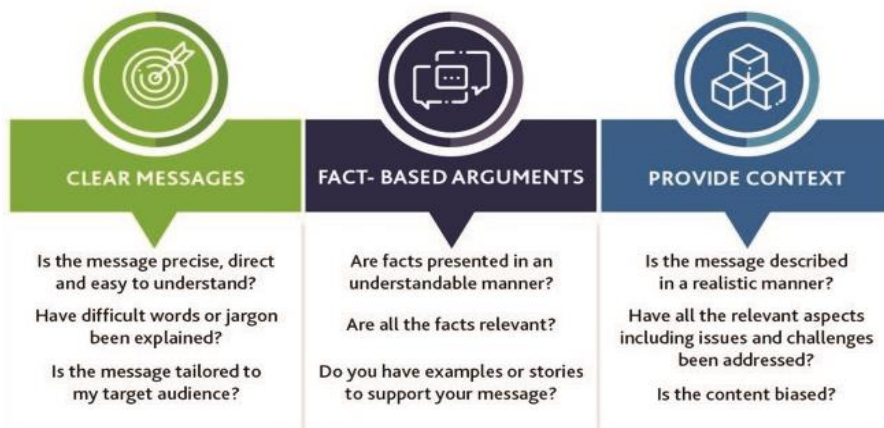 CLEAR MESSAGES
Is the message precise, direct
and easy to understand?
Have difficult words or jargon
been explained?
Is the message tailored to
my target audience?
FACT- BASED ARGUMENTS
Are facts presented in an
understandable manner?
Are all the facts relevant?
Do you have examples or stories
to support your message?
PROVIDE CONTEXT
Is the message described
in a realistic manner?
Have all the relevant aspects
including issues and challenges
been addressed?
Is the content biased?